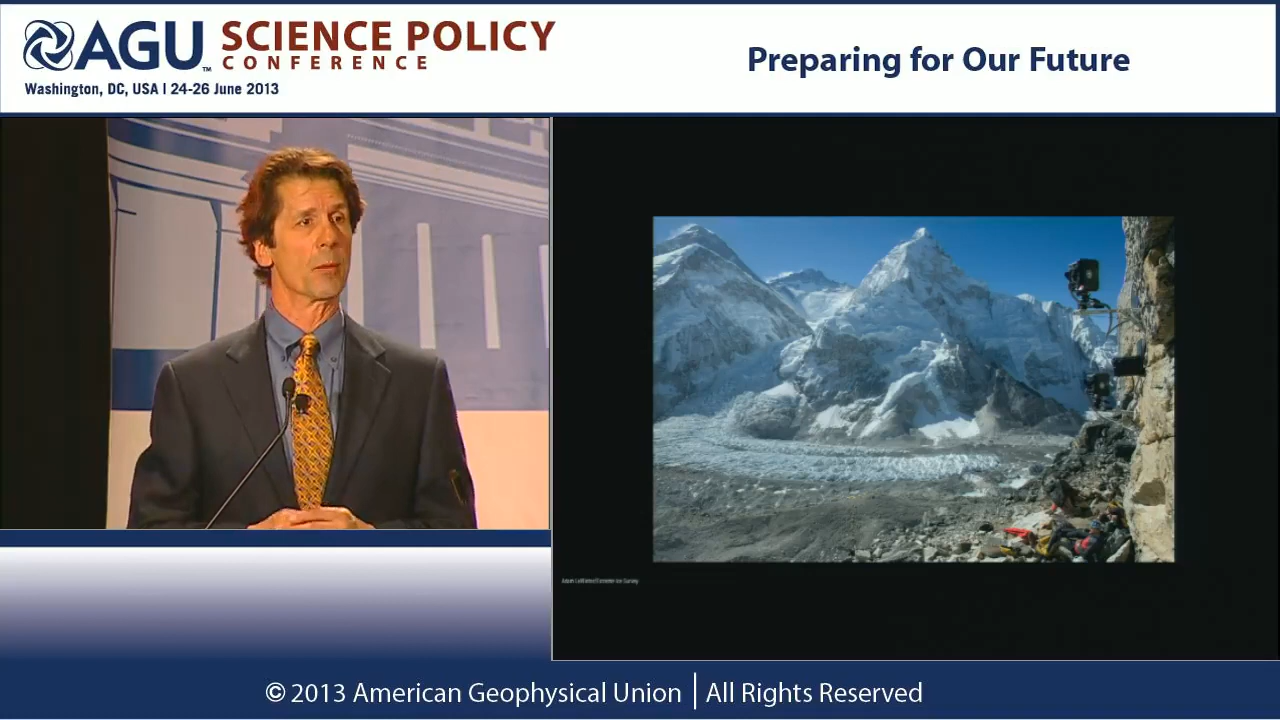 AGU™ SCIENCE POLICY
CONFERENCE
Washington, DC, USA | 24-26 June 2013
Preparing for Our Future
© 2013 American Geophysical Union | All Rights Reserved